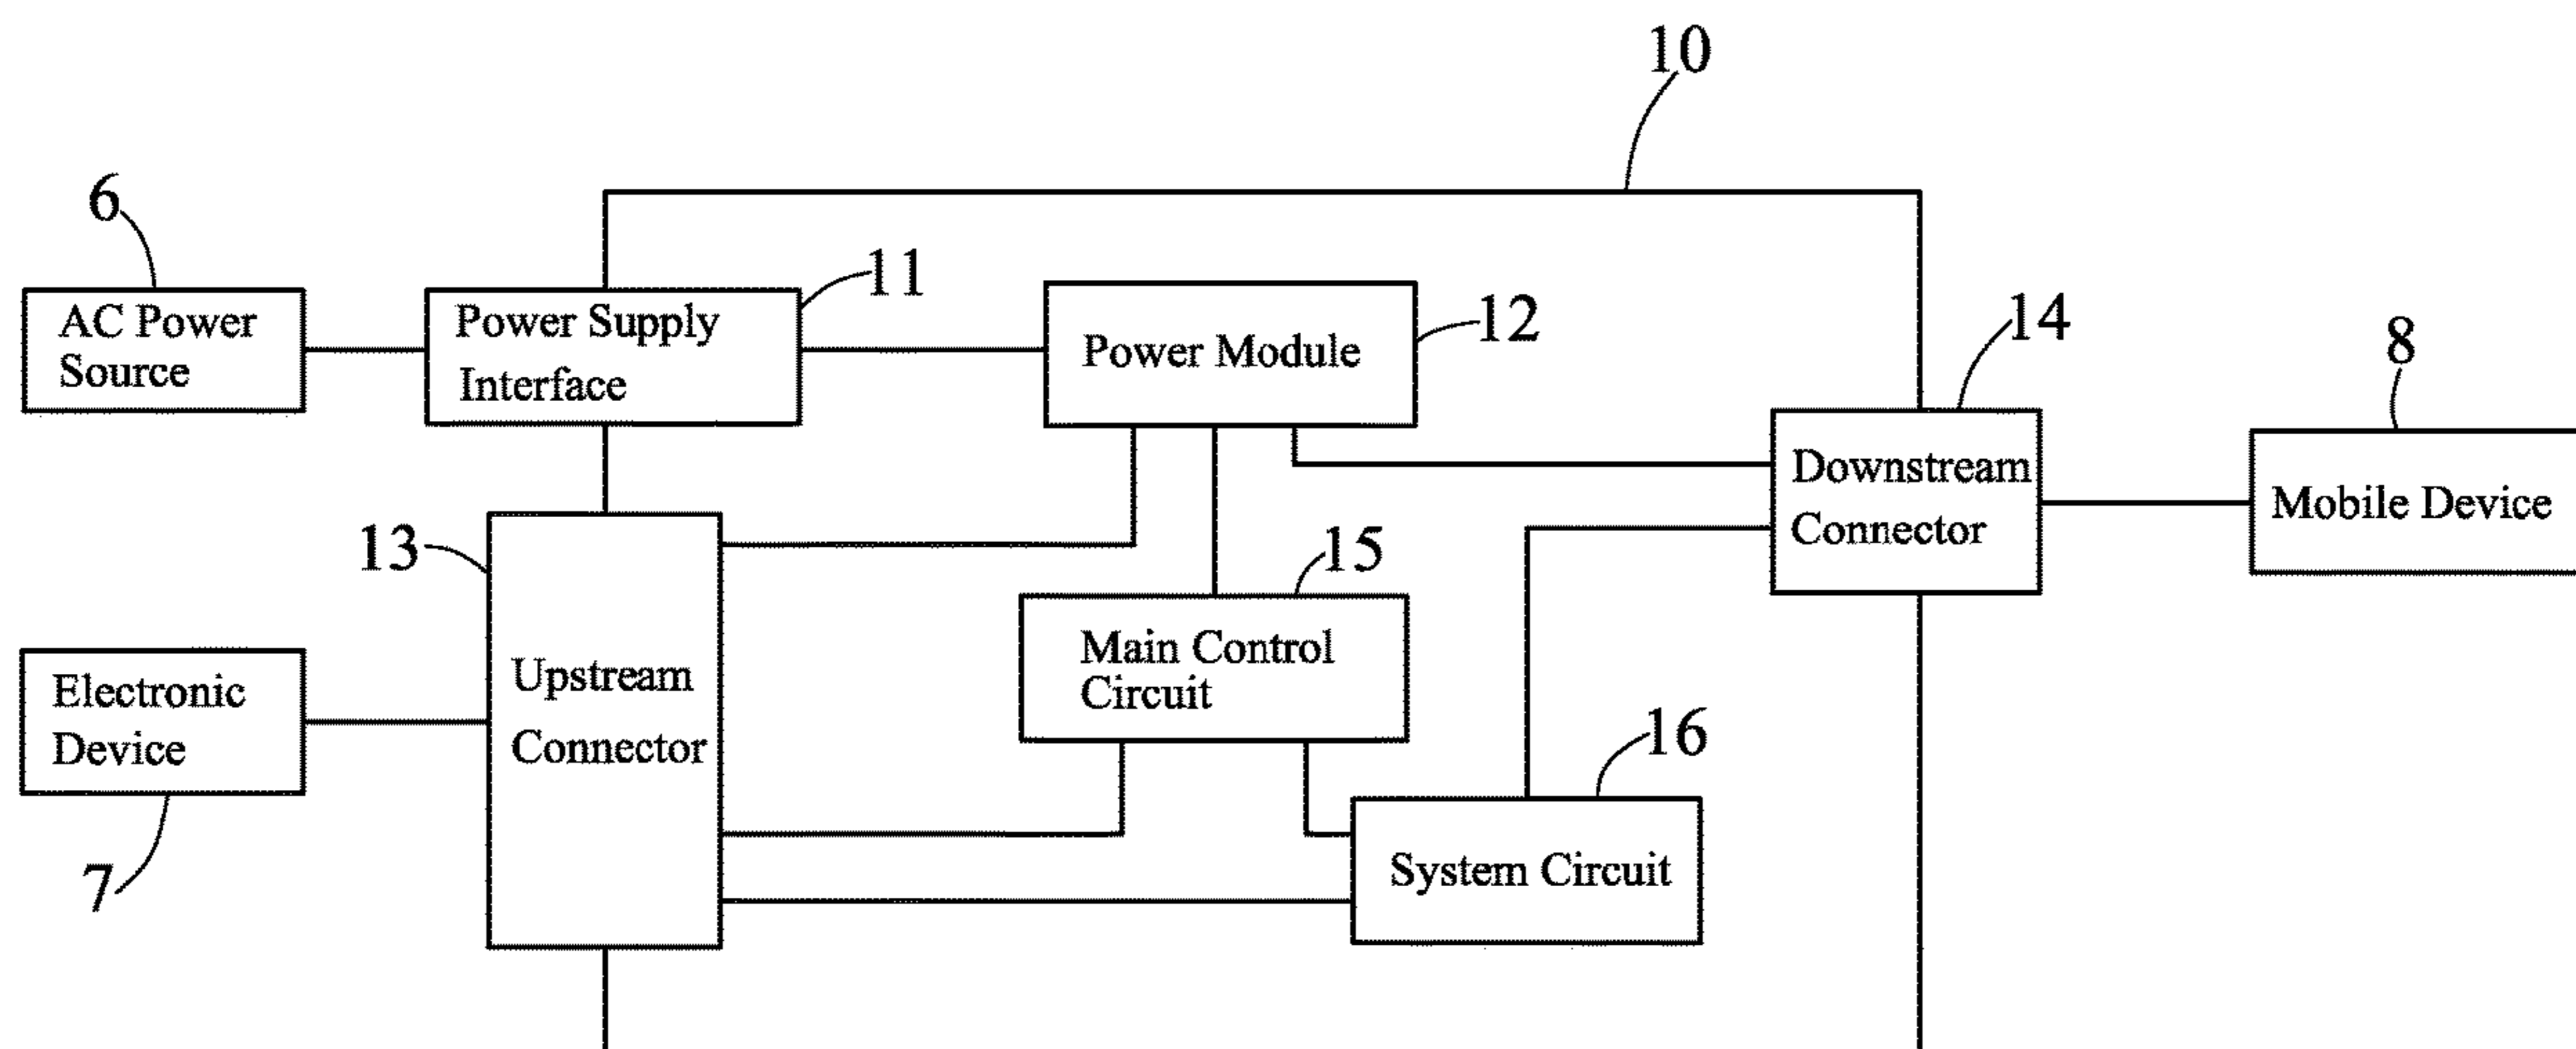 10
6
11
AC Power
Source
Power Supply
Interface
Power Module
12
14
8
Downstream
Connector
Mobile Device
13
15
Main Control
Circuit
Upstream
Connector
Electronic
Device
7
16
System Circuit